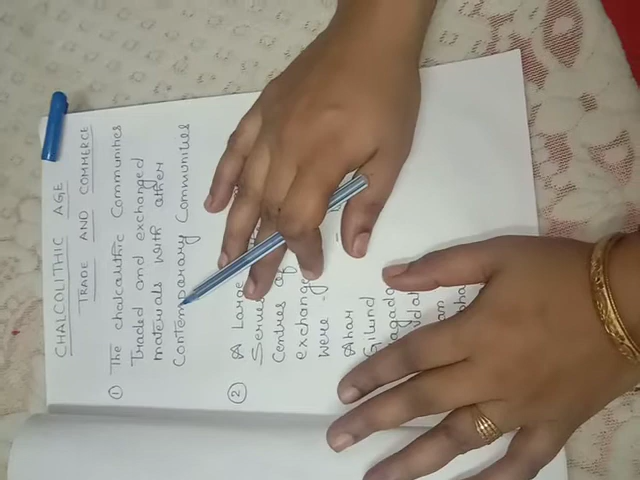 CHALCOLITHIC AGE
TRADE AND COMMERCE
① The chalcolithic Communities
Traded and exchanged
materials with other
Contemporary Communities
② A Large
Centres of
exchange
were -
Ahar
Gilund